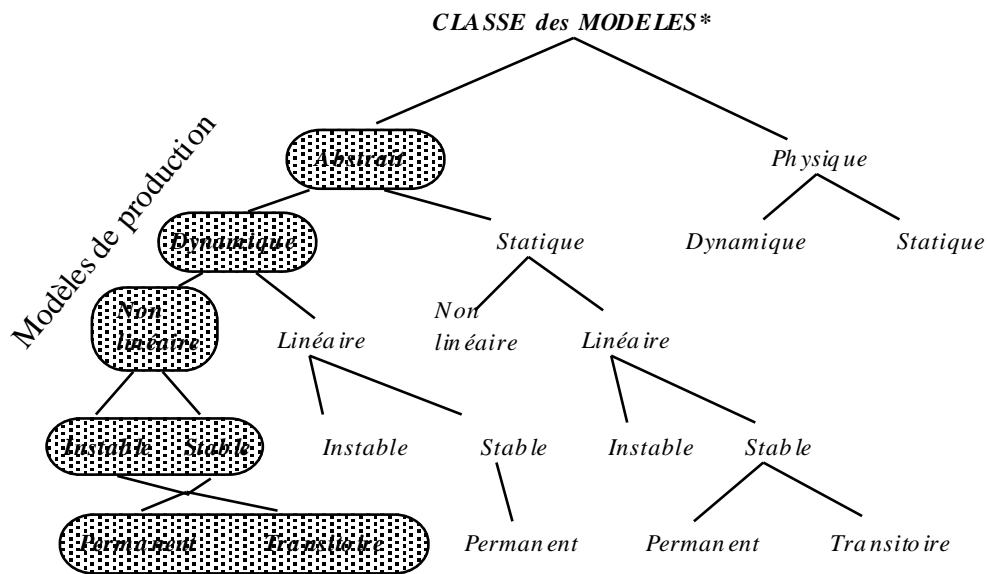 CLASSE des MODELES*
Modèles de production
Abstrait
Physique
Dynamique
Statique
Dynamique
Statique
Non
linéaire
Linéaire
Non
linéaire
Linéaire
Instable Stable
Instable
Stable
Instable
Stable
Permanent Transitoire
Permanent
Permanent
Transitoire